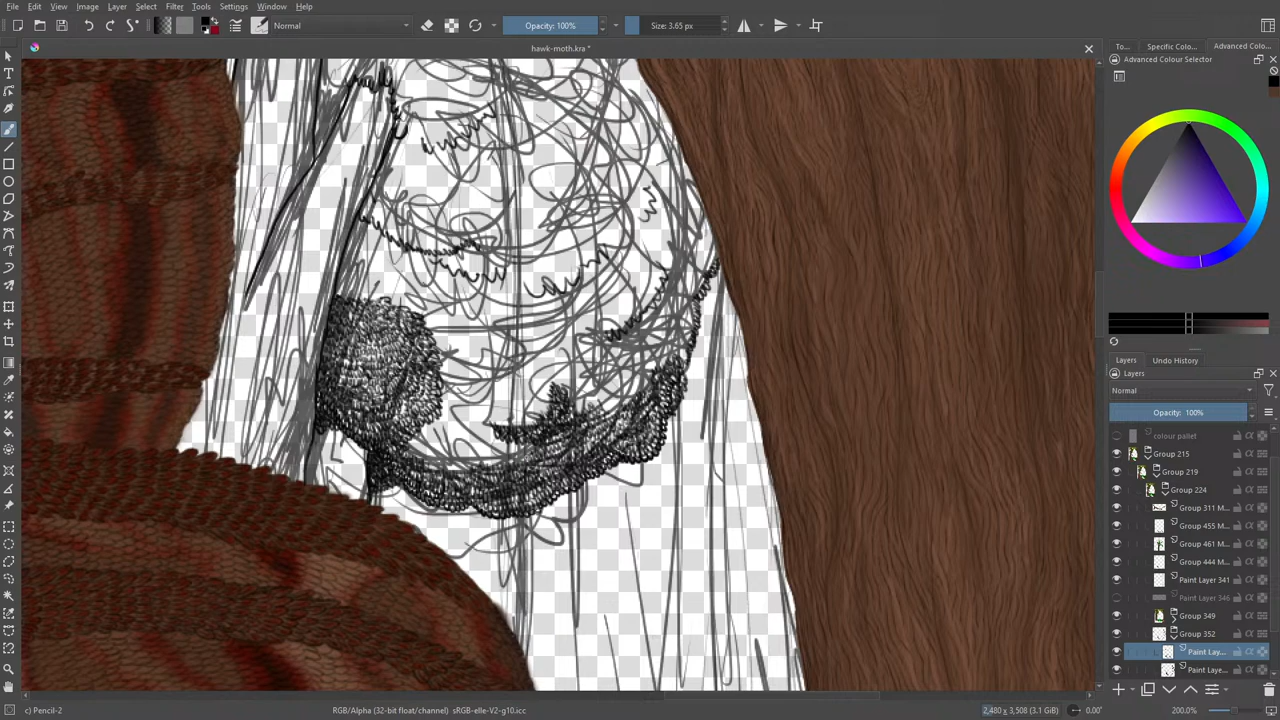 File Edit View Image Layer Select Filter Tools Settings Window Help
Normal Opacity: 100% Size: 3.65 px
hawk-moth.kra *
To... Specific Colo... Advanced Colo...
Advanced Colour Selector
Layers Undo History
Layers
Normal
Opacity: 100%
colour pallet
Group 215
Group 219
Group 224
Group 311 M...
Group 455 M...
Group 461 M...
Group 444 M...
Paint Layer 341
Paint Layer 346
Group 349
Group 352
Paint Lay...
Paint Laye...
c) Pencil-2 RGB/Alpha (32-bit float/channel) sRGB-elle-V2-g10.icc 2,480 x 3,508 (3.1 GiB) 0.00° 200.0%